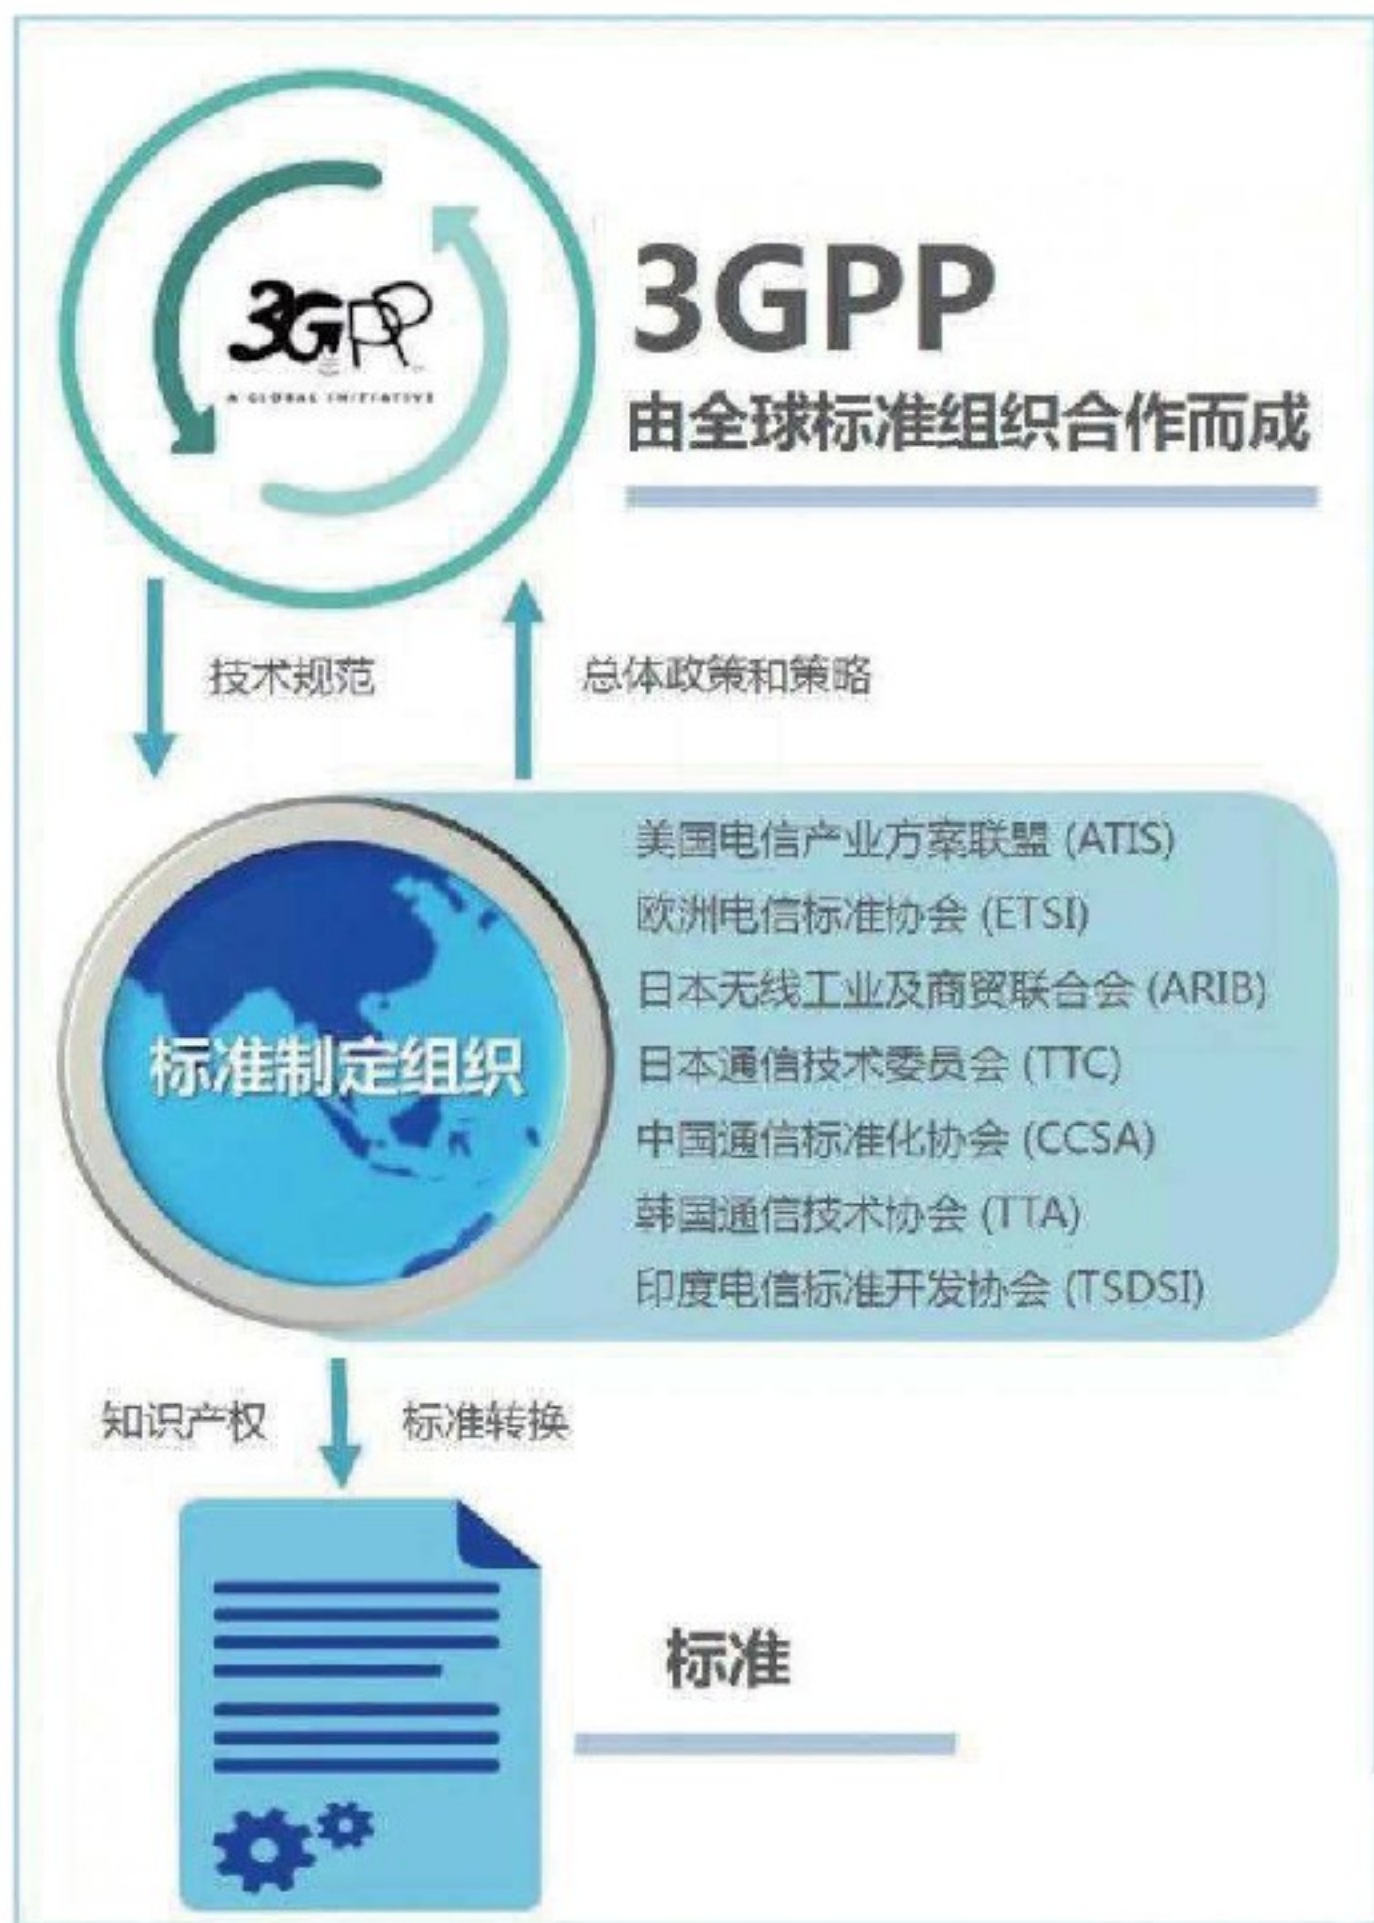 3GPP
A GLOBAL INITIATIVE
3GPP
由全球标准组织合作而成
技术规范
总体政策和策略
美国电信产业方案联盟 (ATIS)
欧洲电信标准协会 (ETSI)
日本无线工业及商贸联合会 (ARIB)
日本通信技术委员会 (TTC)
中国通信标准化协会 (CCSA)
韩国通信技术协会 (TTA)
印度电信标准开发协会 (TSDSI)
标准制定组织
知识产权
标准转换
标准